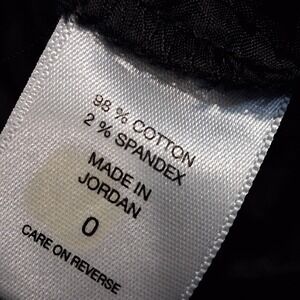 98 % COTTON
2 % SPANDEX
MADE IN
JORDAN
0
CARE ON REVERSE